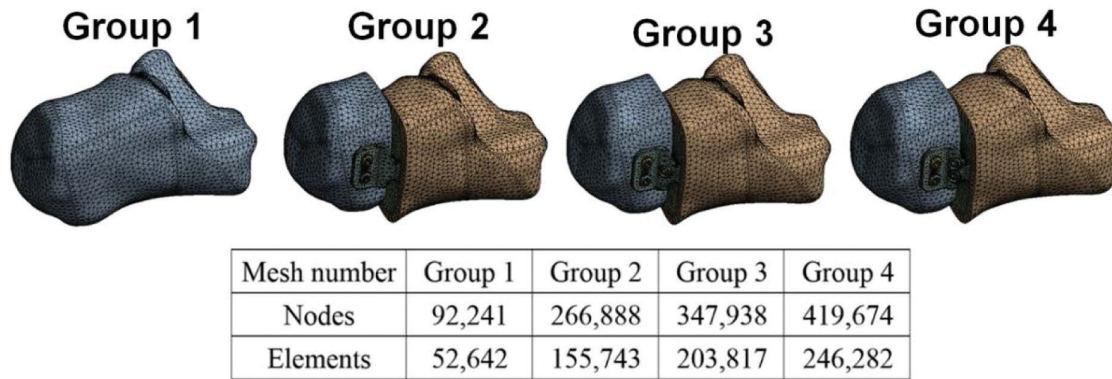 Group 1 Group 2 Group 3 Group 4
Mesh number Group 1 Group 2 Group 3 Group 4
Nodes 92,241 266,888 347,938 419,674
Elements 52,642 155,743 203,817 246,282